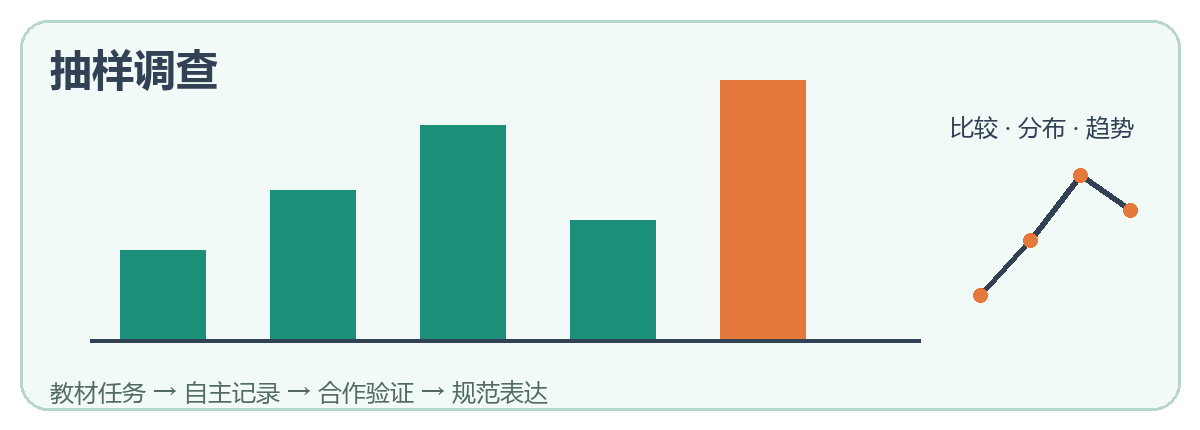 抽样调查
比较 · 分布 · 趋势
教材任务 → 自主记录 → 合作验证 → 规范表达